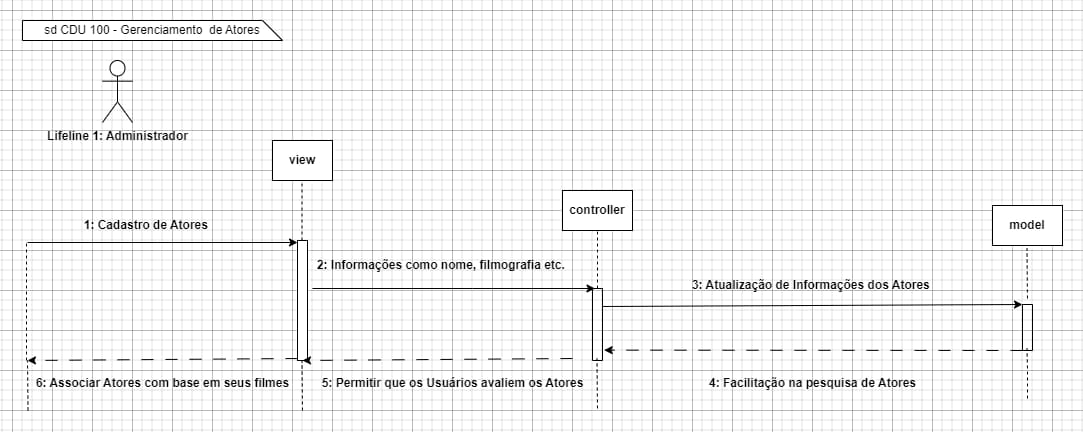 sd CDU 100 - Gerenciamento de Atores
Lifeline 1: Administrador
view
controller
model
1: Cadastro de Atores
2: Informações como nome, filmografia etc.
3: Atualização de Informações dos Atores
6: Associar Atores com base em seus filmes
5: Permitir que os Usuários avaliem os Atores
4: Facilitação na pesquisa de Atores